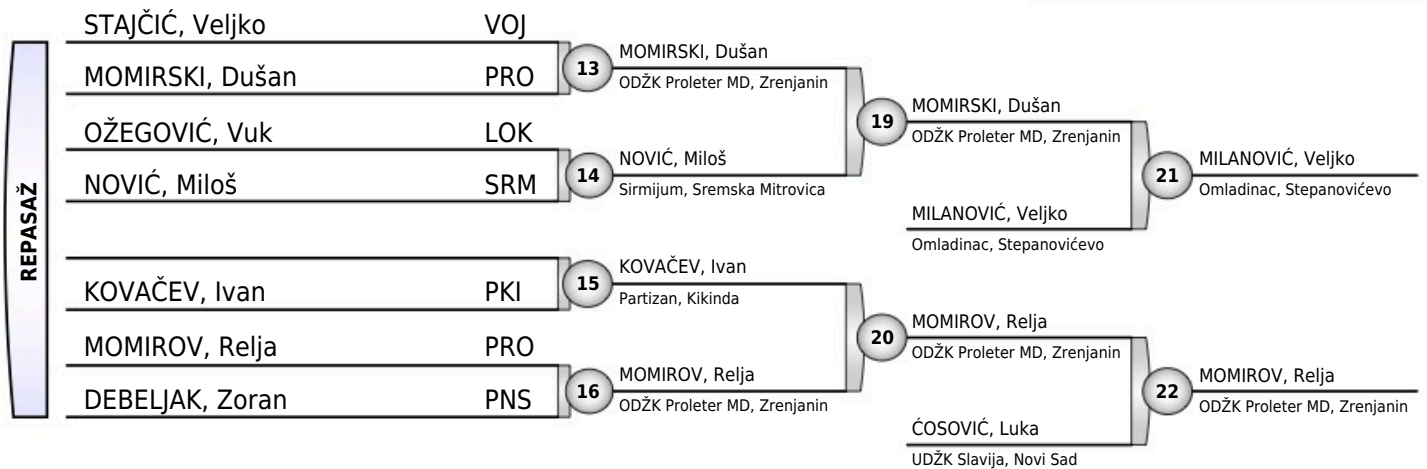 REPASAŽ
STAJČIĆ, Veljko VOJ
MOMIRSKI, Dušan PRO
OŽEGOVIĆ, Vuk LOK
NOVIĆ, Miloš SRM
KOVAČEV, Ivan PKI
MOMIROV, Relja PRO
DEBELJAK, Zoran PNS
13
MOMIRSKI, Dušan
ODŽK Proleter MD, Zrenjanin
14
NOVIĆ, Miloš
Sirmijum, Sremska Mitrovica
15
KOVAČEV, Ivan
Partizan, Kikinda
16
MOMIROV, Relja
ODŽK Proleter MD, Zrenjanin
19
MOMIRSKI, Dušan
ODŽK Proleter MD, Zrenjanin
MILANOVIĆ, Veljko
Omladinac, Stepanovićevo
20
MOMIROV, Relja
ODŽK Proleter MD, Zrenjanin
ĆOSOVIĆ, Luka
UDŽK Slavija, Novi Sad
21
MILANOVIĆ, Veljko
Omladinac, Stepanovićevo
22
MOMIROV, Relja
ODŽK Proleter MD, Zrenjanin